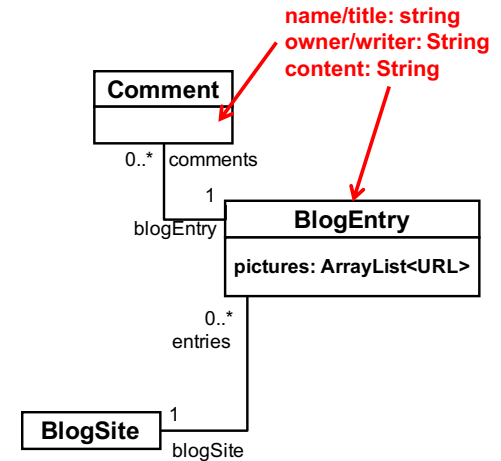 name/title: string
owner/writer: String
content: String
Comment
0..* comments
1
blogEntry
BlogEntry
pictures: ArrayList<URL>
0..*
entries
1
BlogSite
blogSite